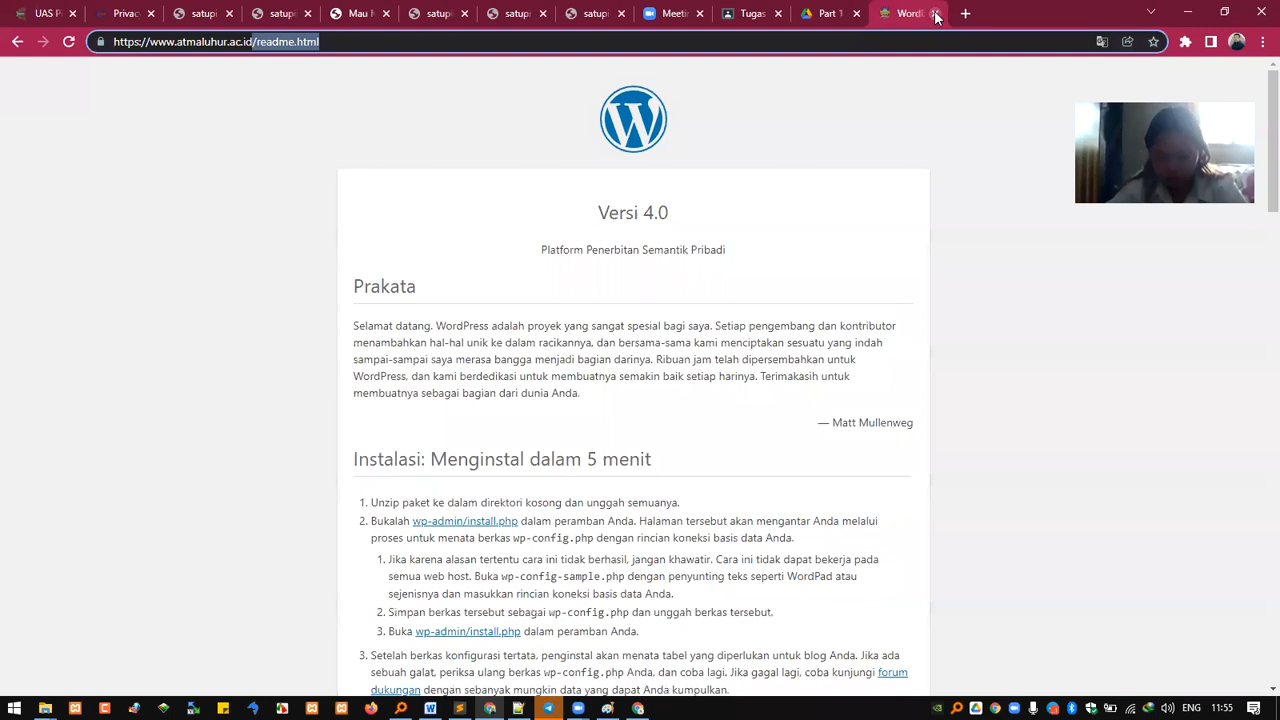 UAS P
Privac
satupi
satupi
Mau M
satupi
satupi
satupi
Meetin
Tugas
Part 1
Wordl
https://www.atmaluhur.ac.id/readme.html
Versi 4.0
Platform Penerbitan Semantik Pribadi
Prakata
Selamat datang. WordPress adalah proyek yang sangat spesial bagi saya. Setiap pengembang dan kontributor
menambahkan hal-hal unik ke dalam racikannya, dan bersama-sama kami menciptakan sesuatu yang indah
sampai-sampai saya merasa bangga menjadi bagian darinya. Ribuan jam telah dipersembahkan untuk
WordPress, dan kami berdedikasi untuk membuatnya semakin baik setiap harinya. Terimakasih untuk
membuatnya sebagai bagian dari dunia Anda.
— Matt Mullenweg
Instalasi: Menginstal dalam 5 menit
1. Unzip paket ke dalam direktori kosong dan unggah semuanya.
2. Bukalah wp-admin/install.php dalam peramban Anda. Halaman tersebut akan mengantar Anda melalui
proses untuk menata berkas wp-config.php dengan rincian koneksi basis data Anda.
1. Jika karena alasan tertentu cara ini tidak berhasil, jangan khawatir. Cara ini tidak dapat bekerja pada
semua web host. Buka wp-config-sample.php dengan penyunting teks seperti WordPad atau
sejenisnya dan masukkan rincian koneksi basis data Anda.
2. Simpan berkas tersebut sebagai wp-config.php dan unggah berkas tersebut.
3. Buka wp-admin/install.php dalam peramban Anda.
3. Setelah berkas konfigurasi tertata, penginstal akan menata tabel yang diperlukan untuk blog Anda. Jika ada
sebuah galat, periksa ulang berkas wp-config.php Anda, dan coba lagi. Jika gagal lagi, coba kunjungi forum
dukungan dengan sebanyak mungkin data yang dapat Anda kumpulkan.
ENG
11:55